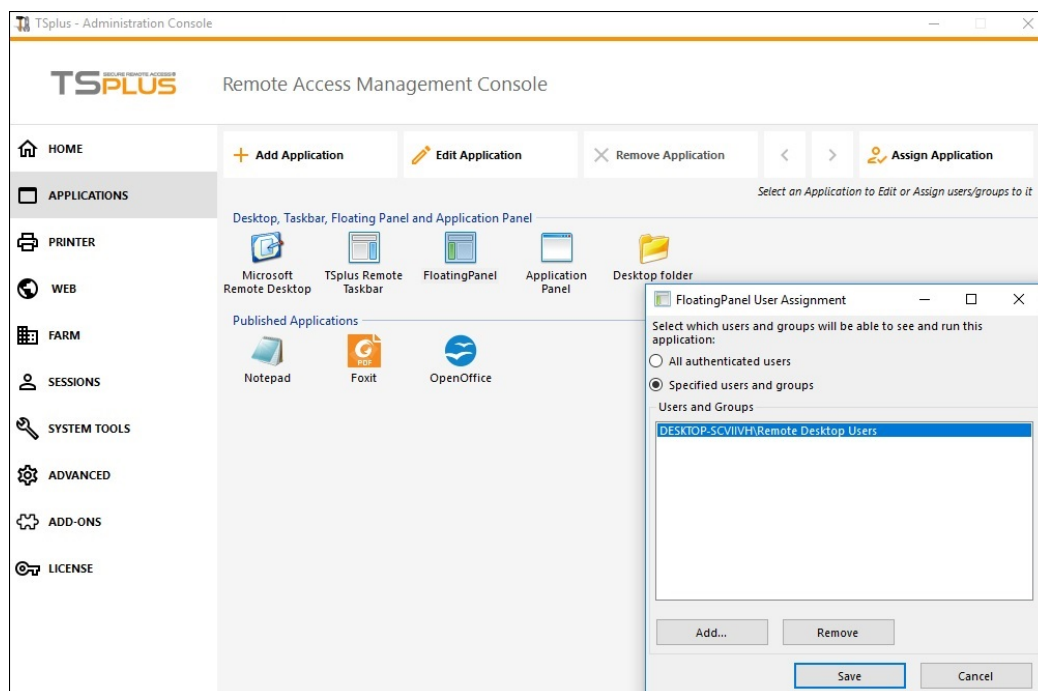 TSplus - Administration Console
TSPLUS
SECURE REMOTE ACCESS®
Remote Access Management Console
HOME
APPLICATIONS
PRINTER
WEB
FARM
SESSIONS
SYSTEM TOOLS
ADVANCED
ADD-ONS
LICENSE
Add Application
Edit Application
Remove Application
Assign Application
Select an Application to Edit or Assign users/groups to it
Desktop, Taskbar, Floating Panel and Application Panel
Microsoft
Remote Desktop
TSplus Remote
Taskbar
FloatingPanel
Application
Panel
Desktop folder
Published Applications
Notepad
G
PDF
Foxit
OpenOffice
FloatingPanel User Assignment
Select which users and groups will be able to see and run this
application:
All authenticated users
Specified users and groups
Users and Groups
DESKTOP-SCVIIVH\Remote Desktop Users
Add...
Remove
Save
Cancel